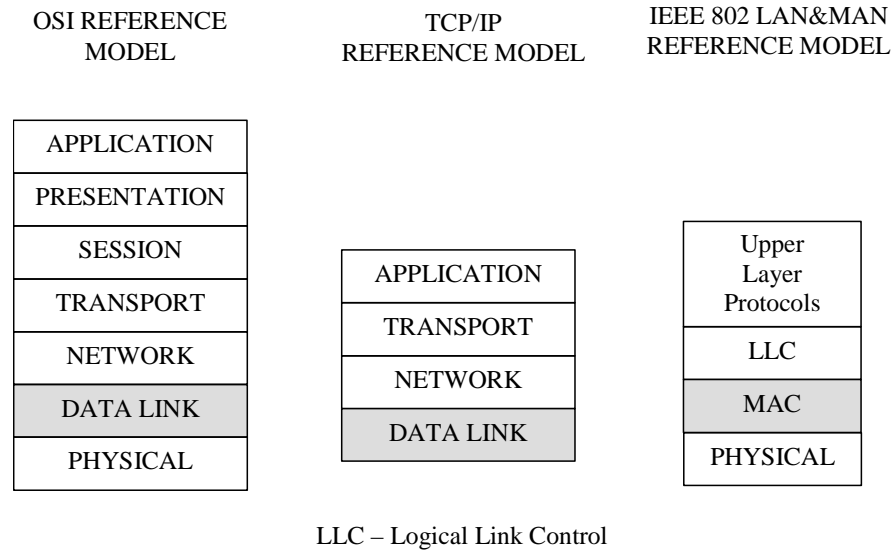 OSI REFERENCE
MODEL
TCP/IP
REFERENCE MODEL
IEEE 802 LAN&MAN
REFERENCE MODEL
APPLICATION
PRESENTATION
SESSION
TRANSPORT
NETWORK
DATA LINK
PHYSICAL
APPLICATION
TRANSPORT
NETWORK
DATA LINK
Upper
Layer
Protocols
LLC
MAC
PHYSICAL
LLC – Logical Link Control